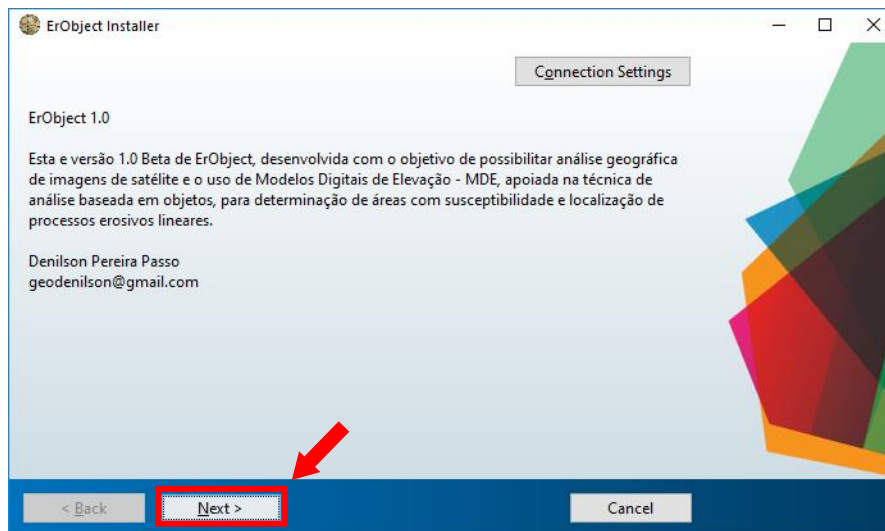 ErObject Installer
Connection Settings
ErObject 1.0
Esta e versão 1.0 Beta de ErObject, desenvolvida com o objetivo de possibilitar análise geográfica
de imagens de satélite e o uso de Modelos Digitais de Elevação - MDE, apoiada na técnica de
análise baseada em objetos, para determinação de áreas com susceptibilidade e localização de
processos erosivos lineares.
Denilson Pereira Passo
geodenilson@gmail.com
< Back
Next >
Cancel